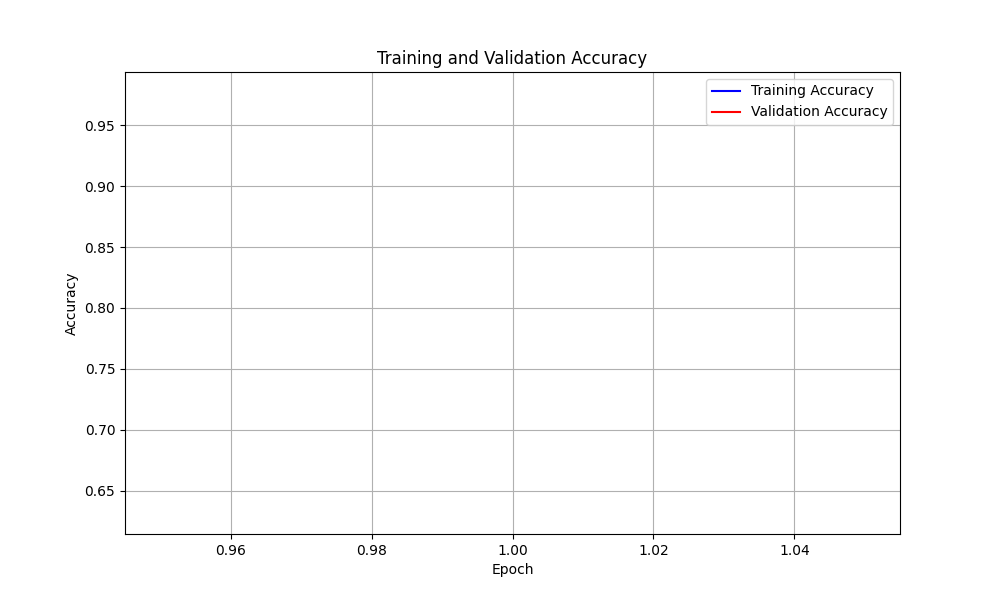 Training and Validation Accuracy
Training Accuracy
Validation Accuracy
0.95
0.90
0.85
0.80
0.75
0.70
0.65
Accuracy
0.96 0.98 1.00 1.02 1.04
Epoch